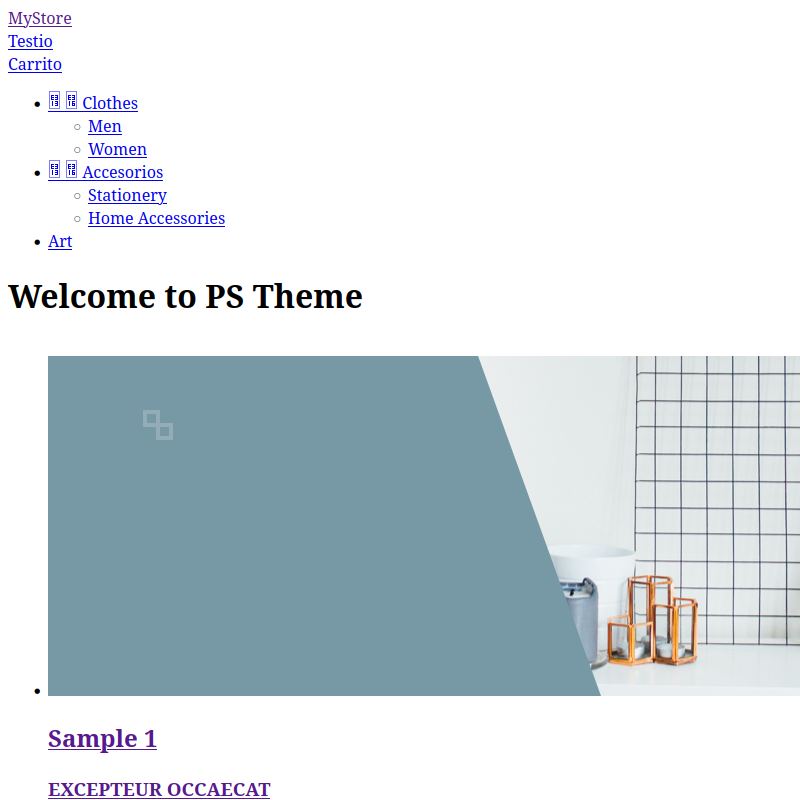 MyStore
Testio
Carrito
Clothes
Men
Women
Accesorios
Stationery
Home Accessories
Art
Welcome to PS Theme
Sample 1
EXCEPTEUR OCCAECAT